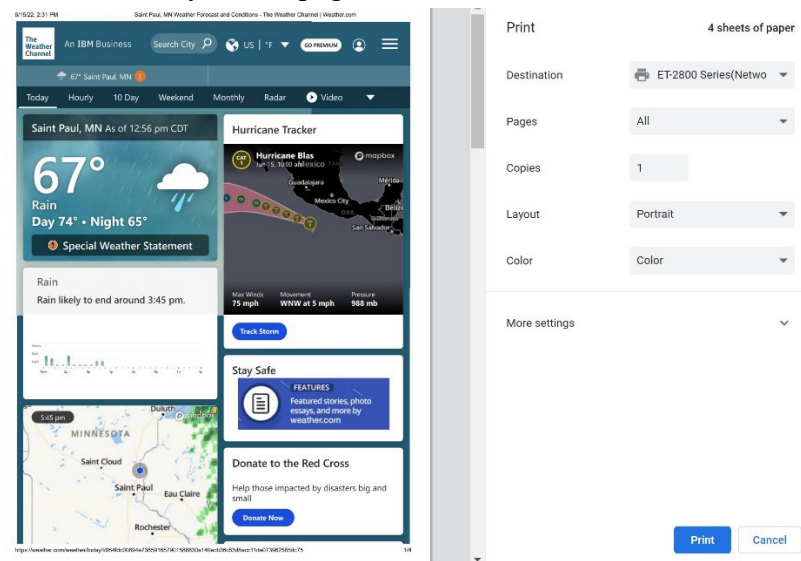 6/15/22, 2:31 PM
Saint Paul, MN Weather Forecast and Conditions - The Weather Channel | Weather.com
The
Weather
Channel
An IBM Business
Search City
US | °F
GO PREMIUM
67° Saint Paul, MN
Today Hourly 10 Day Weekend Monthly Radar Video
Saint Paul, MN As of 12:56 pm CDT
67°
Rain
Day 74° • Night 65°
Special Weather Statement
Rain
Rain likely to end around 3:45 pm.
5:45 pm
Duluth
mapbox
MINNESOTA
Saint Cloud
Saint Paul
Eau Claire
Rochester
Hurricane Tracker
CAT
1
Hurricane Blas
Jun 15, 10:00 am
mapbox
Guadalajara
Mérida
Mexico City
San Salvador
Max Winds Movement Pressure
75 mph WNW at 5 mph 988 mb
Track Storm
Stay Safe
FEATURES
Featured stories, photo
essays, and more by
weather.com
Donate to the Red Cross
Help those impacted by disasters big and
small
Donate Now
1/4
Print 4 sheets of paper
Destination ET-2800 Series(Netwo
Pages All
Copies 1
Layout Portrait
Color Color
More settings
Print Cancel